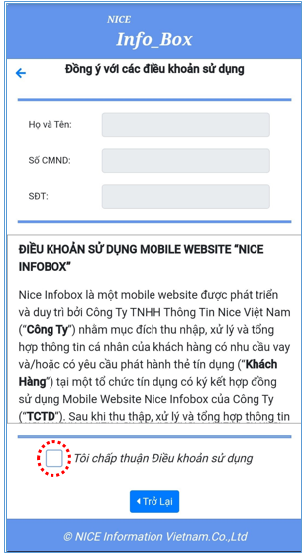 NICE
Info_Box
Đồng ý với các điều khoản sử dụng
Họ và Tên:
Số CMND:
SĐT:
ĐIỀU KHOẢN SỬ DỤNG MOBILE WEBSITE “NICE
INFOBOX”
Nice Infobox là một mobile website được phát triển
và duy trì bởi Công Ty TNHH Thông Tin Nice Việt Nam
(“Công Ty”) nhằm mục đích thu nhập, xử lý và tổng
hợp thông tin cá nhân của khách hàng có nhu cầu vay
và/hoặc có yêu cầu phát hành thẻ tín dụng (“Khách
Hàng”) tại một tổ chức tín dụng có ký kết hợp đồng
sử dụng Mobile Website Nice Infobox của Công Ty
(“TCTD”). Sau khi thu thập, xử lý và tổng hợp thông tin
Tôi chấp thuận Điều khoản sử dụng
Trở Lại
© NICE Information Vietnam.Co.,Ltd